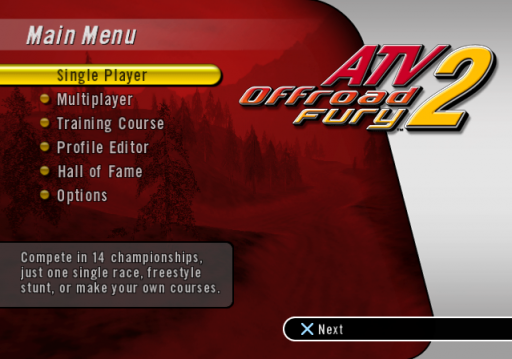 Main Menu
Single Player
Multiplayer
Training Course
Profile Editor
Hall of Fame
Options
ATV
Offroad
Fury
2
TM
Compete in 14 championships,
just one single race, freestyle
stunt, or make your own courses.
Next